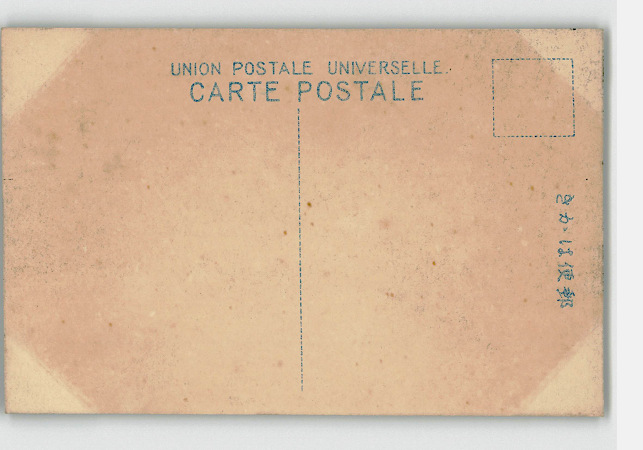 UNION POSTALE UNIVERSELLE.
CARTE POSTALE
郵便はがき